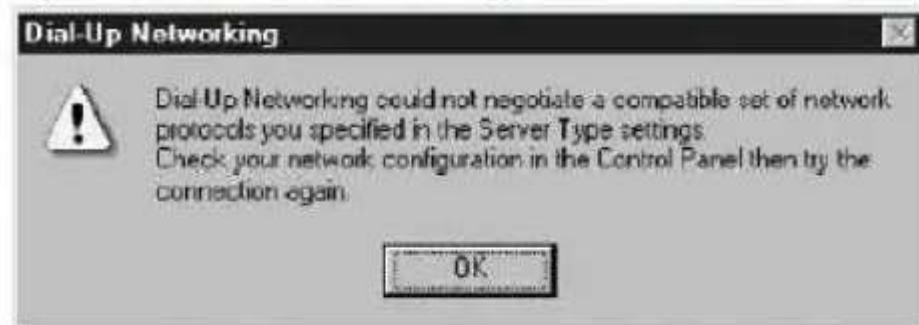 Dial-Up Networking
Dial-Up Networking could not negotiate a compatible set of network
protocols you specified in the Server Type settings.
Check your network configuration in the Control Panel then try the
connection again.
OK